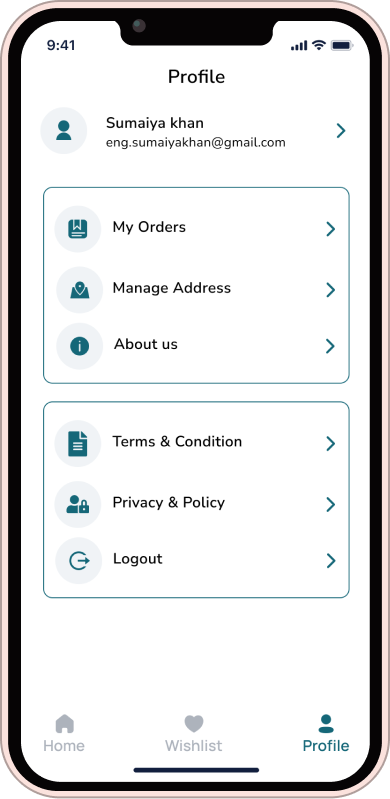 9:41
Profile
Sumaiya khan
eng.sumaiyakhan@gmail.com
My Orders
Manage Address
About us
Terms & Condition
Privacy & Policy
Logout
Home
Wishlist
Profile